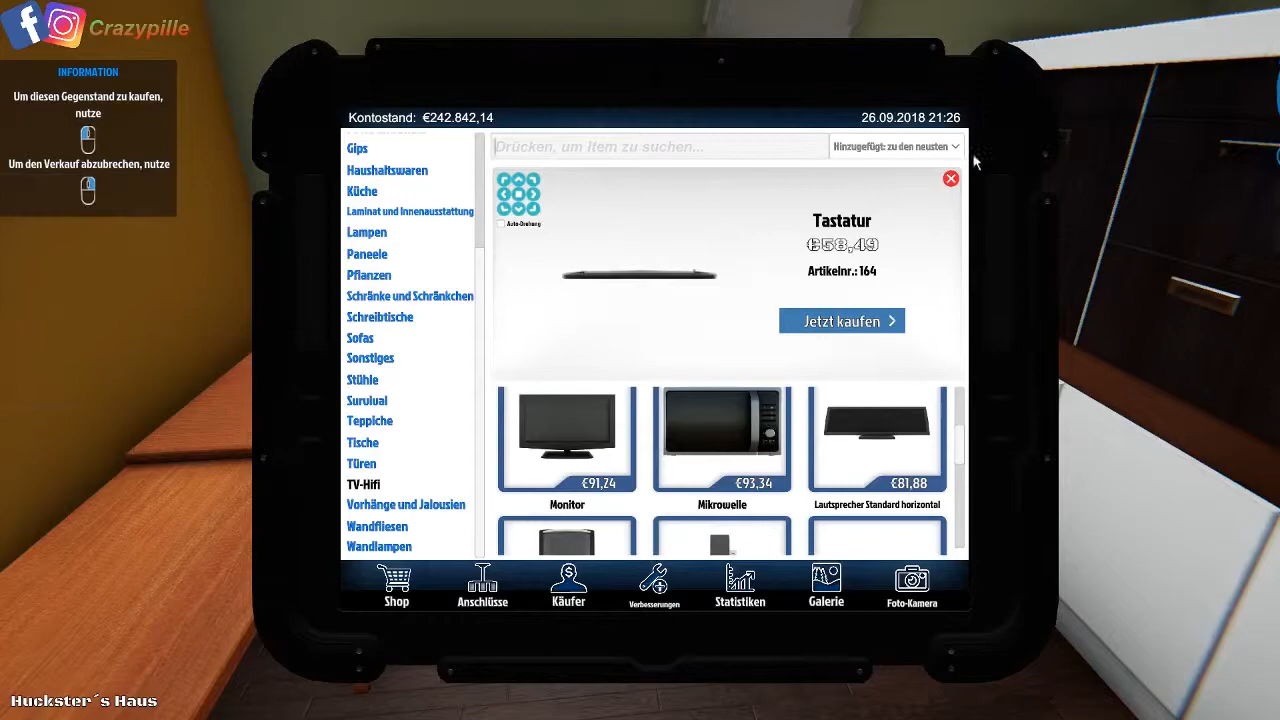 Crazypille
INFORMATION
Um diesen Gegenstand zu kaufen,
nutze
Um den Verkauf abzubrechen, nutze
Kontostand: €242.842,14
26.09.2018 21:26
Gips
Haushaltswaren
Küche
Laminat und Innenausstattung
Lampen
Paneele
Pflanzen
Schränke und Schränkchen
Schreibtische
Sofas
Sonstiges
Stühle
Survival
Teppiche
Tische
Türen
TV-Hifi
Vorhänge und Jalousien
Wandfliesen
Wandlampen
Drücken, um Item zu suchen...
Hinzugefügt: zu den neusten
Auto-Drehung
Tastatur
€58,49
Artikelnr.: 164
Jetzt kaufen
€91,24
€93,34
€81,88
Monitor
Mikrowelle
Lautsprecher Standard horizontal
Shop
Anschlüsse
Käufer
Verbesserungen
Statistiken
Galerie
Foto-Kamera
Huckster´s Haus